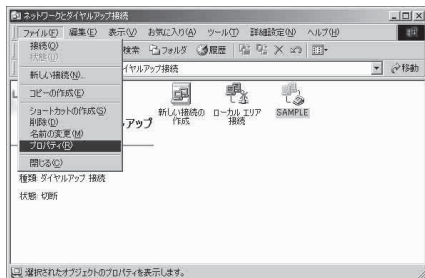 ネットワークとダイヤルアップ接続
ファイル(F) 編集(E) 表示(V) お気に入り(A) ツール(T) 詳細設定(N) ヘルプ(H)
接続(O)
状態(U)
検索 フォルダ 履歴
イヤルアップ接続 移動
新しい接続(N)...
コピーの作成(E)
ショートカットの作成(S)
削除(D)
名前の変更(M)
プロパティ(R)
閉じる(C)
アップ
新しい接続の作成
ローカル エリア接続
SAMPLE
種類: ダイヤルアップ 接続
状態: 切断
選択されたオブジェクトのプロパティを表示します。